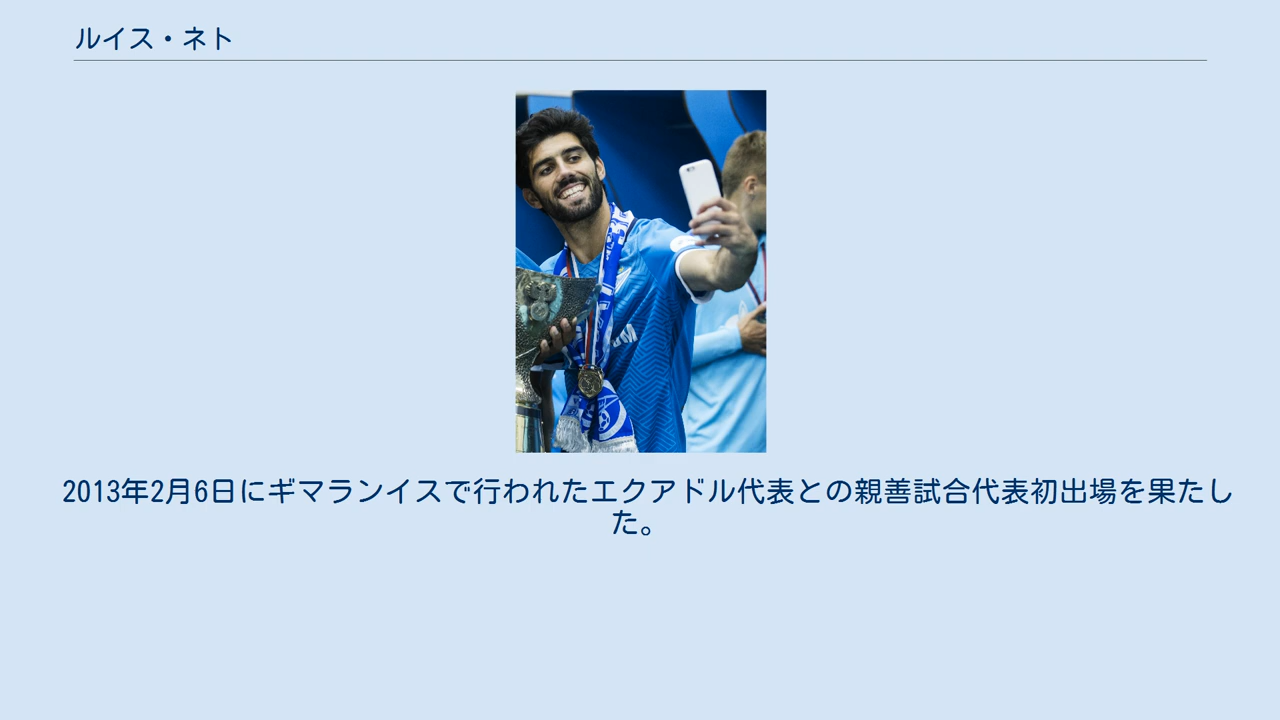 ルイス・ネト
2013年2月6日にギマランイスで行われたエクアドル代表との親善試合代表初出場を果たし
た。